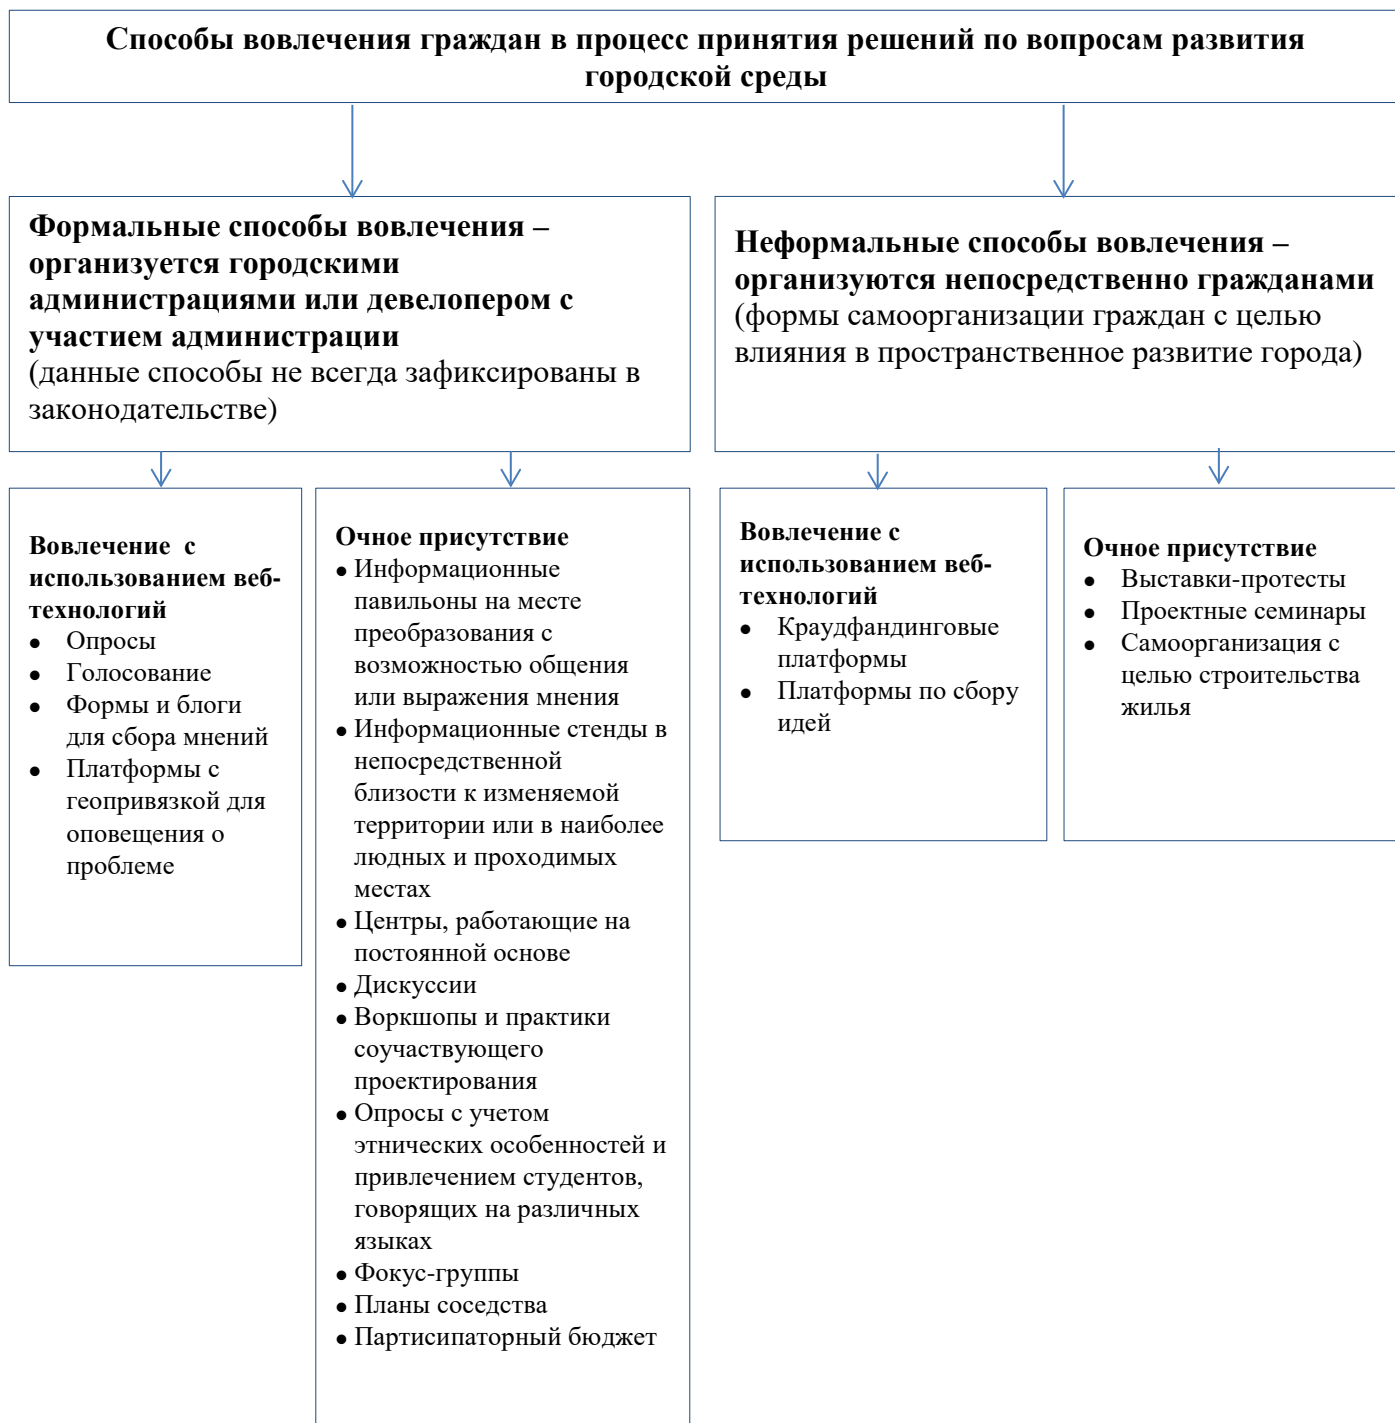 Способы вовлечения граждан в процесс принятия решений по вопросам развития
городской среды
Формальные способы вовлечения –
организуется городскими
администрациями или девелопером с
участием администрации
(данные способы не всегда зафиксированы в
законодательстве)
Неформальные способы вовлечения –
организуются непосредственно гражданами
(формы самоорганизации граждан с целью
влияния в пространственное развитие города)
Вовлечение с
использованием веб-
технологий
● Опросы
● Голосование
● Формы и блоги
для сбора мнений
● Платформы с
геопривязкой для
оповещения о
проблеме
Очное присутствие
● Информационные
павильоны на месте
преобразования с
возможностью общения
или выражения мнения
● Информационные стенды в
непосредственной
близости к изменяемой
территории или в наиболее
людных и проходимых
местах
● Центры, работающие на
постоянной основе
● Дискуссии
● Воркшопы и практики
соучаствующего
проектирования
● Опросы с учетом
этнических особенностей и
привлечением студентов,
говорящих на различных
языках
● Фокус-группы
● Планы соседства
● Партисипаторный бюджет
Вовлечение с
использованием веб-
технологий
● Краудфандинговые
платформы
● Платформы по сбору
идей
Очное присутствие
● Выставки-протесты
● Проектные семинары
● Самоорганизация с
целью строительства
жилья